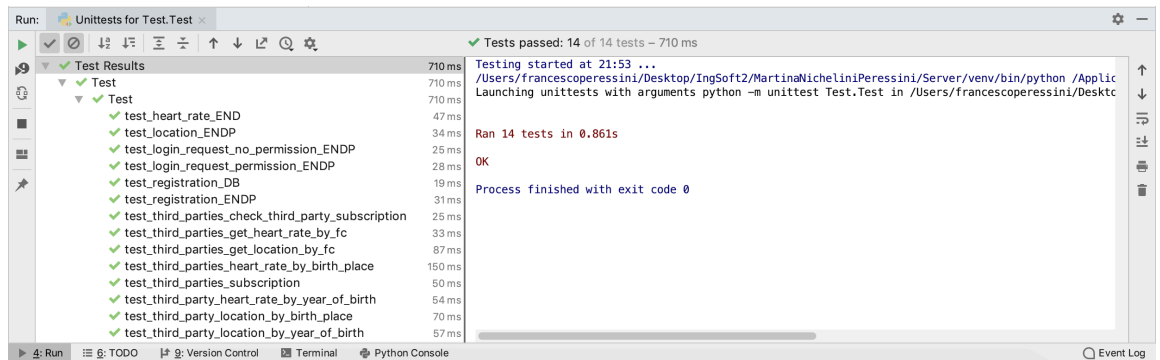 Run: Unittests for Test.Test ×
Tests passed: 14 of 14 tests – 710 ms
Test Results 710 ms
Test 710 ms
Test 710 ms
test_heart_rate_END 47 ms
test_location_ENDP 34 ms
test_login_request_no_permission_ENDP 25 ms
test_login_request_permission_ENDP 28 ms
test_registration_DB 19 ms
test_registration_ENDP 31 ms
test_third_parties_check_third_party_subscription 25 ms
test_third_parties_get_heart_rate_by_fc 33 ms
test_third_parties_get_location_by_fc 87 ms
test_third_parties_heart_rate_by_birth_place 150 ms
test_third_parties_subscription 50 ms
test_third_party_heart_rate_by_year_of_birth 54 ms
test_third_party_location_by_birth_place 70 ms
test_third_party_location_by_year_of_birth 57 ms
Testing started at 21:53 ...
/Users/francescoperessini/Desktop/IngSoft2/MartinaNicheliniPeressini/Server/venv/bin/python /Applic
Launching unittests with arguments python -m unittest Test.Test in /Users/francescoperessini/Deskto
Ran 14 tests in 0.861s
OK
Process finished with exit code 0
4: Run 6: TODO 9: Version Control Terminal Python Console Event Log